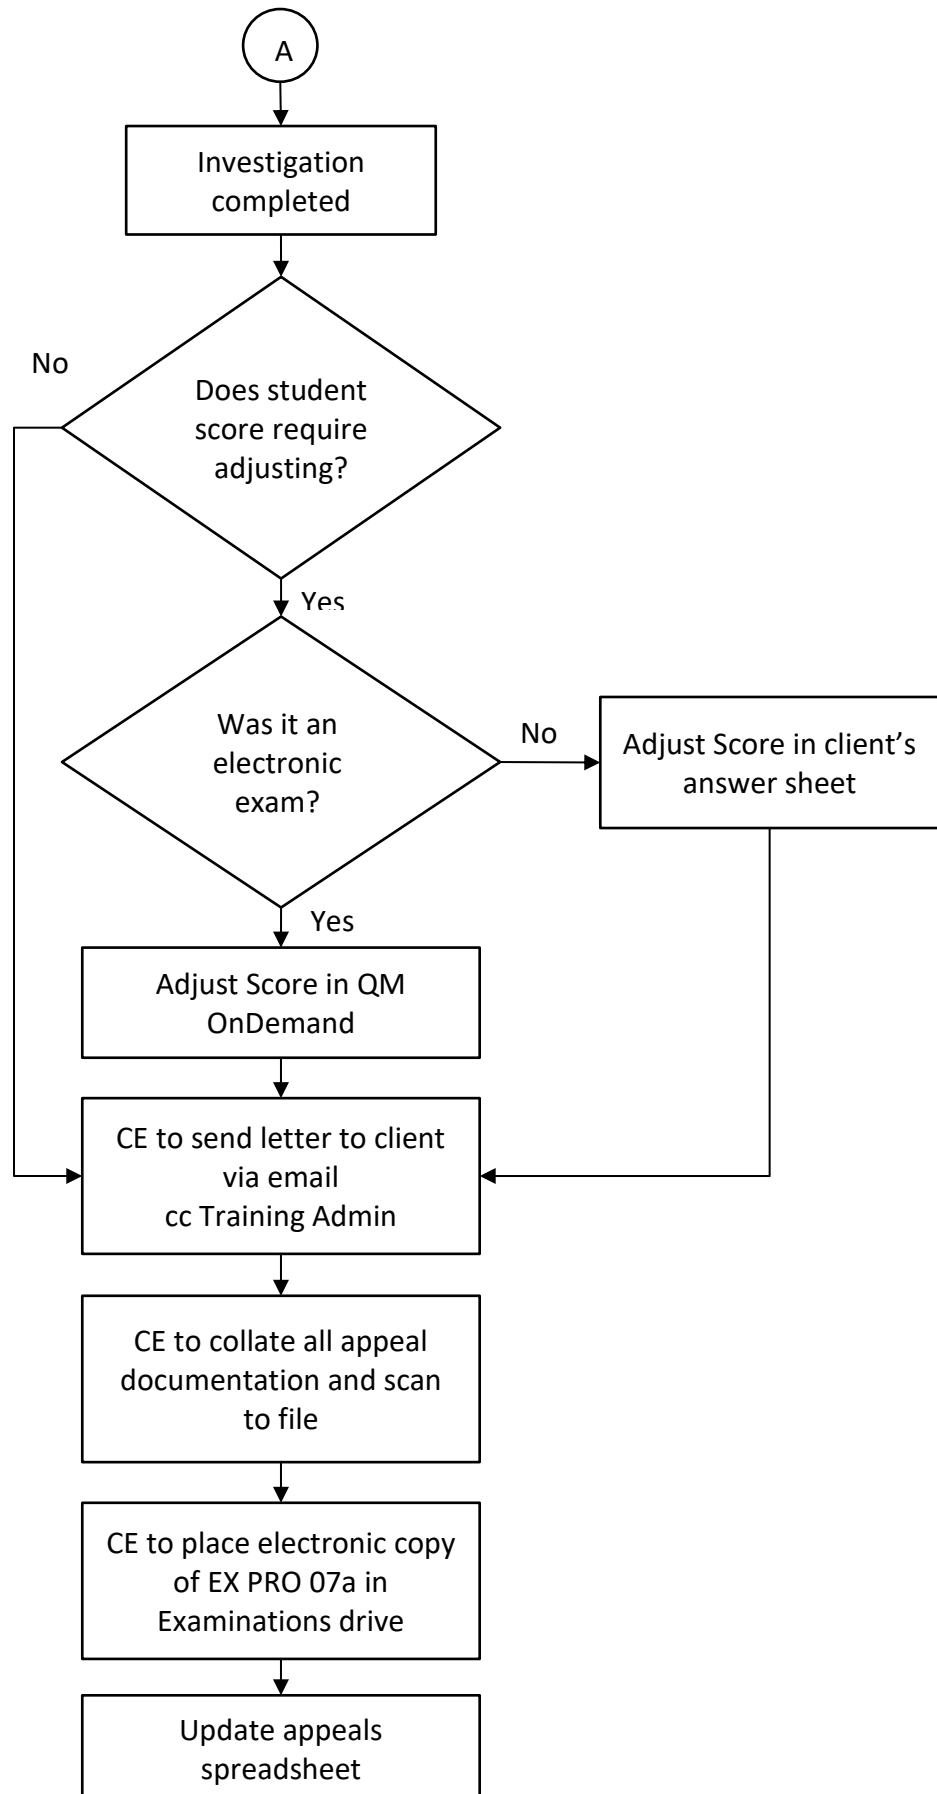 A
Investigation
completed
No
Does student
score require
adjusting?
Yes
Was it an
electronic
exam?
No
Adjust Score in client’s
answer sheet
Yes
Adjust Score in QM
OnDemand
CE to send letter to client
via email
cc Training Admin
CE to collate all appeal
documentation and scan
to file
CE to place electronic copy
of EX PRO 07a in
Examinations drive
Update appeals
spreadsheet